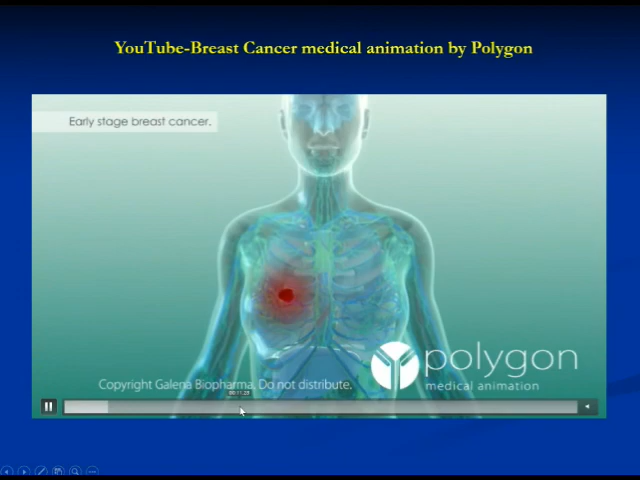 YouTube-Breast Cancer medical animation by Polygon
Early stage breast cancer.
polygon
medical animation
Copyright Galena Biopharma, Do not distribute.